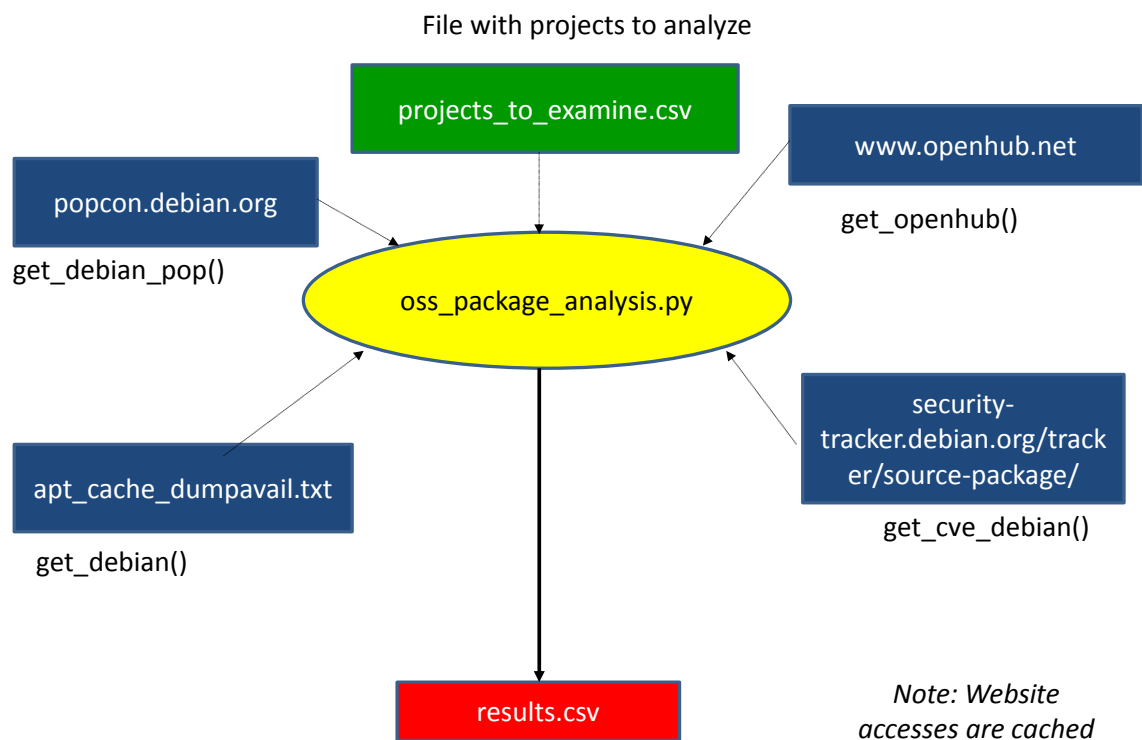 File with projects to analyze
projects_to_examine.csv
www.openhub.net
get_openhub()
popcon.debian.org
get_debian_pop()
oss_package_analysis.py
apt_cache_dumpavail.txt
get_debian()
security-
tracker.debian.org/track
er/source-package/
get_cve_debian()
results.csv
Note: Website
accesses are cached